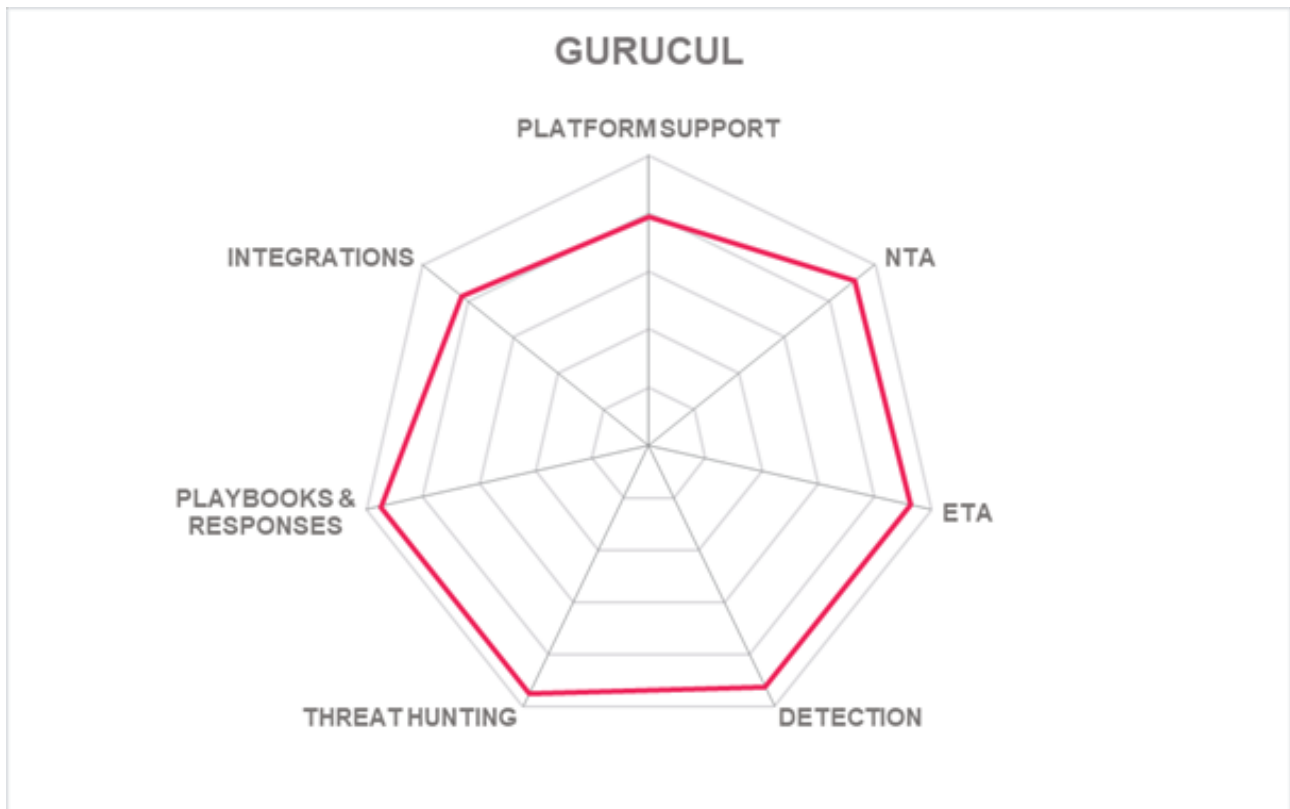 GURUCUL
PLATFORM SUPPORT
INTEGRATIONS
NTA
PLAYBOOKS &
RESPONSES
ETA
THREAT HUNTING
DETECTION